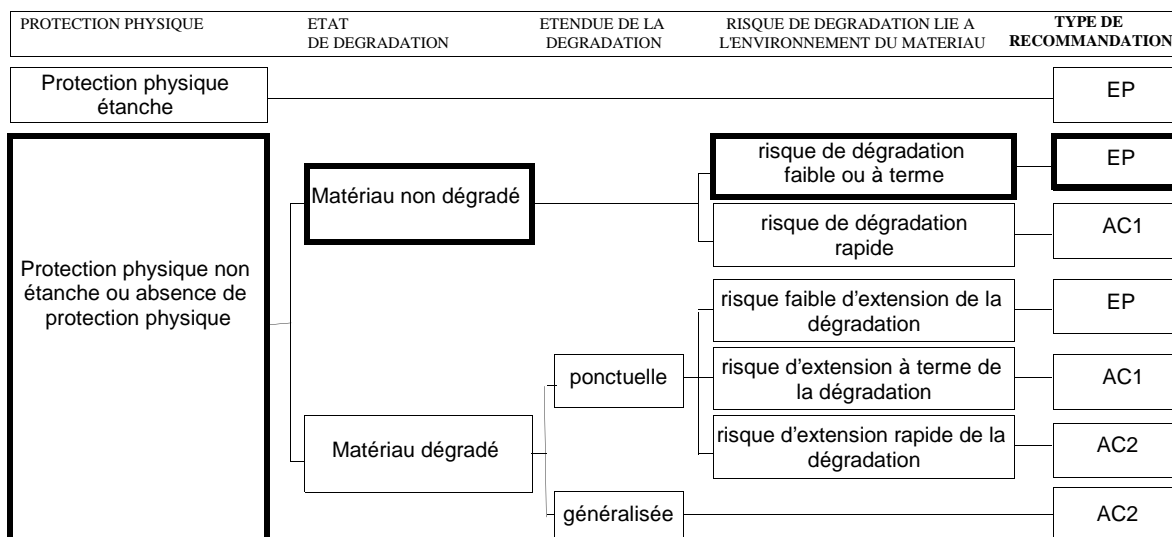 PROTECTION PHYSIQUE
ETAT
DE DEGRADATION
ETENDUE DE LA
DEGRADATION
RISQUE DE DEGRADATION LIE A
L'ENVIRONNEMENT DU MATERIAU
TYPE DE
RECOMMANDATION
Protection physique
étanche
EP
Protection physique non
étanche ou absence de
protection physique
Matériau non dégradé
risque de dégradation
faible ou à terme
EP
risque de dégradation
rapide
AC1
Matériau dégradé
ponctuelle
risque faible d'extension de la
dégradation
EP
risque d'extension à terme de
la dégradation
AC1
risque d'extension rapide de la
dégradation
AC2
généralisée
AC2